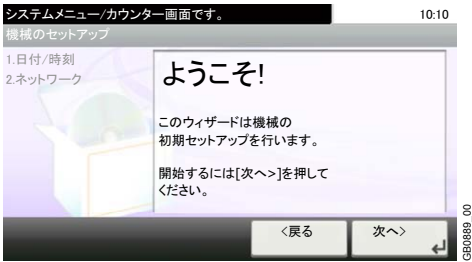 システムメニュー/カウンター画面です。
10:10
機械のセットアップ
1.日付/時刻
2.ネットワーク
ようこそ!
このウィザードは機械の
初期セットアップを行います。
開始するには[次へ>]を押して
ください。
<戻る
次へ>
GB0889_00